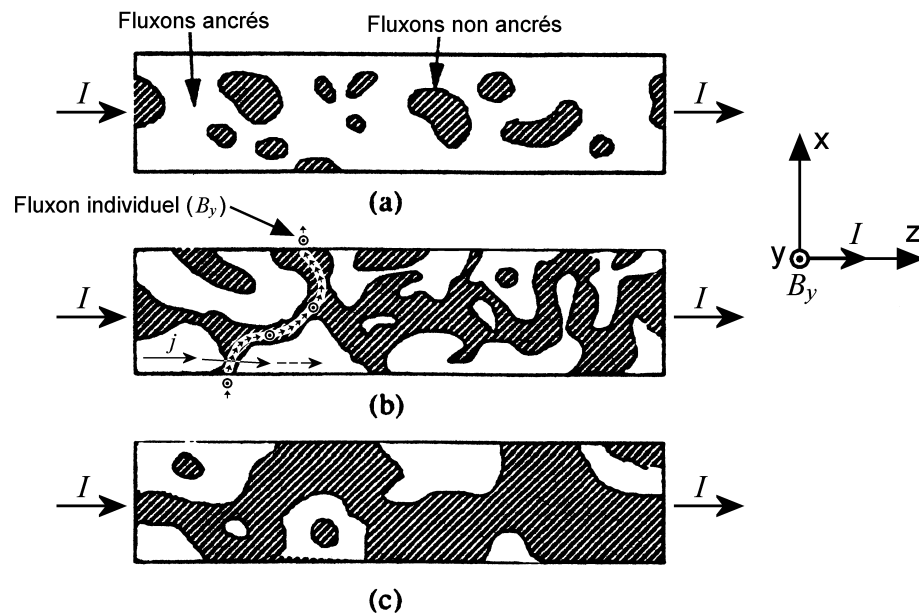 Fluxons ancrés
Fluxons non ancrés
I
I
(a)
Fluxon individuel (By)
I
j
I
(b)
I
I
(c)
x
y
I
z
By